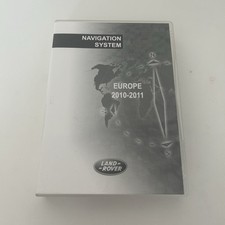 NAVIGATION
SYSTEM
EUROPE
2010-2011
LAND-
-ROVER